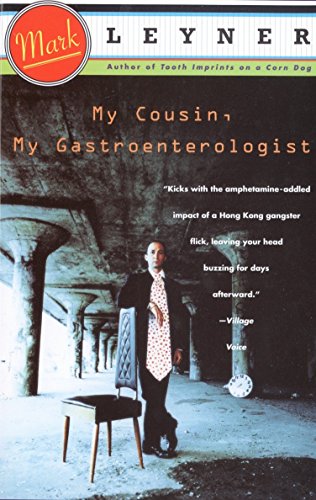 Mark
LEYNER
Author of Tooth Imprints on a Corn Dog
My Cousin,
My Gastroenterologist
"Kicks with the amphetamine-addled
impact of a Hong Kong gangster
flick, leaving your head
buzzing for days
afterward."
—Village
Voice